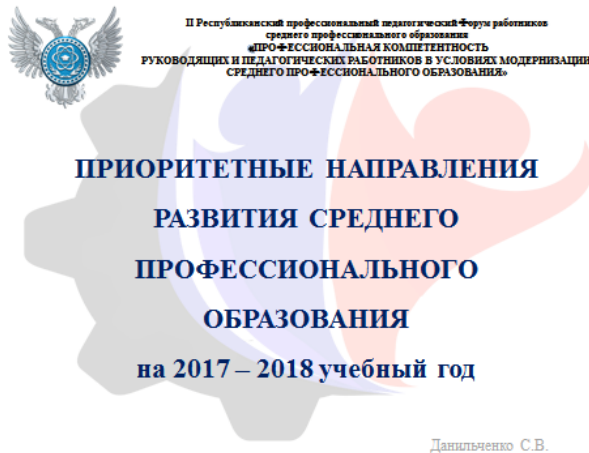 II Республиканский профессиональный педагогический Форум работников
среднего профессионального образования
«ПРОФЕССИОНАЛЬНАЯ КОМПЕТЕНТНОСТЬ
РУКОВОДЯЩИХ И ПЕДАГОГИЧЕСКИХ РАБОТНИКОВ В УСЛОВИЯХ МОДЕРНИЗАЦИИ
СРЕДНЕГО ПРОФЕССИОНАЛЬНОГО ОБРАЗОВАНИЯ»
ПРИОРИТЕТНЫЕ НАПРАВЛЕНИЯ
РАЗВИТИЯ СРЕДНЕГО
ПРОФЕССИОНАЛЬНОГО
ОБРАЗОВАНИЯ
на 2017 – 2018 учебный год
Данильченко С.В.